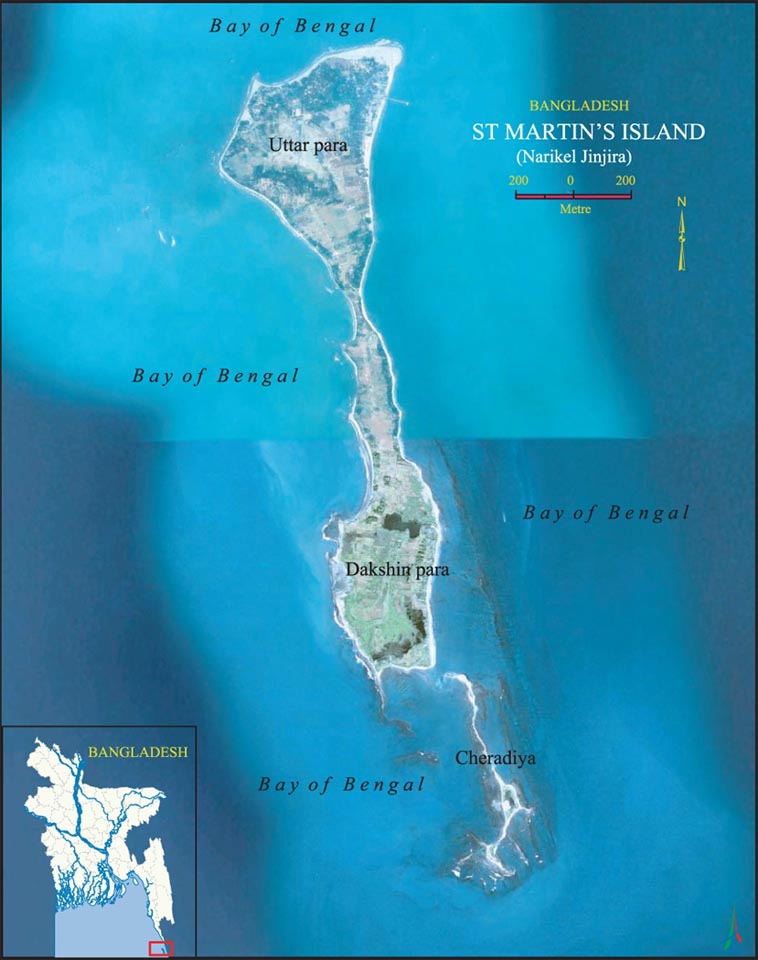 Bay of Bengal
BANGLADESH
ST MARTIN'S ISLAND
(Narikel Jinjira)
200 0 200
Metre
N
Uttar para
Bay of Bengal
Bay of Bengal
Dakshin para
Cheradiya
Bay of Bengal
BANGLADESH